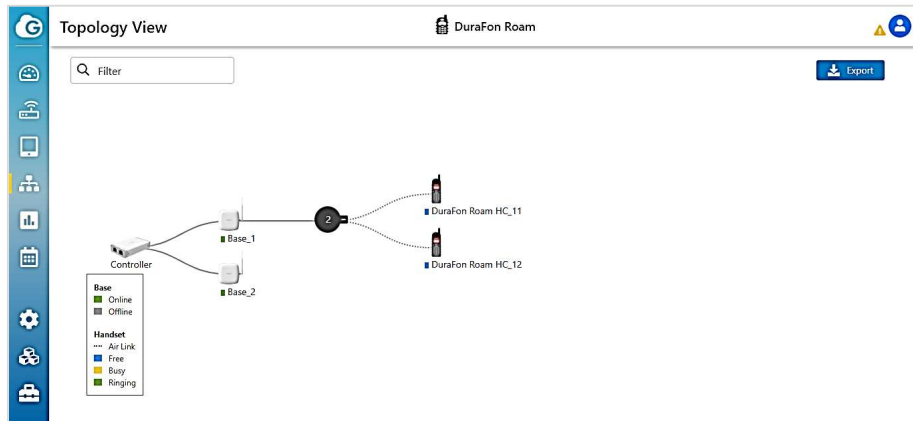 G
Topology View
DuraFon Roam
Filter
Export
2
DuraFon Roam HC_11
Base_1
DuraFon Roam HC_12
Controller
Base_2
Base
Online
Offline
Handset
Air Link
Free
Busy
Ringing